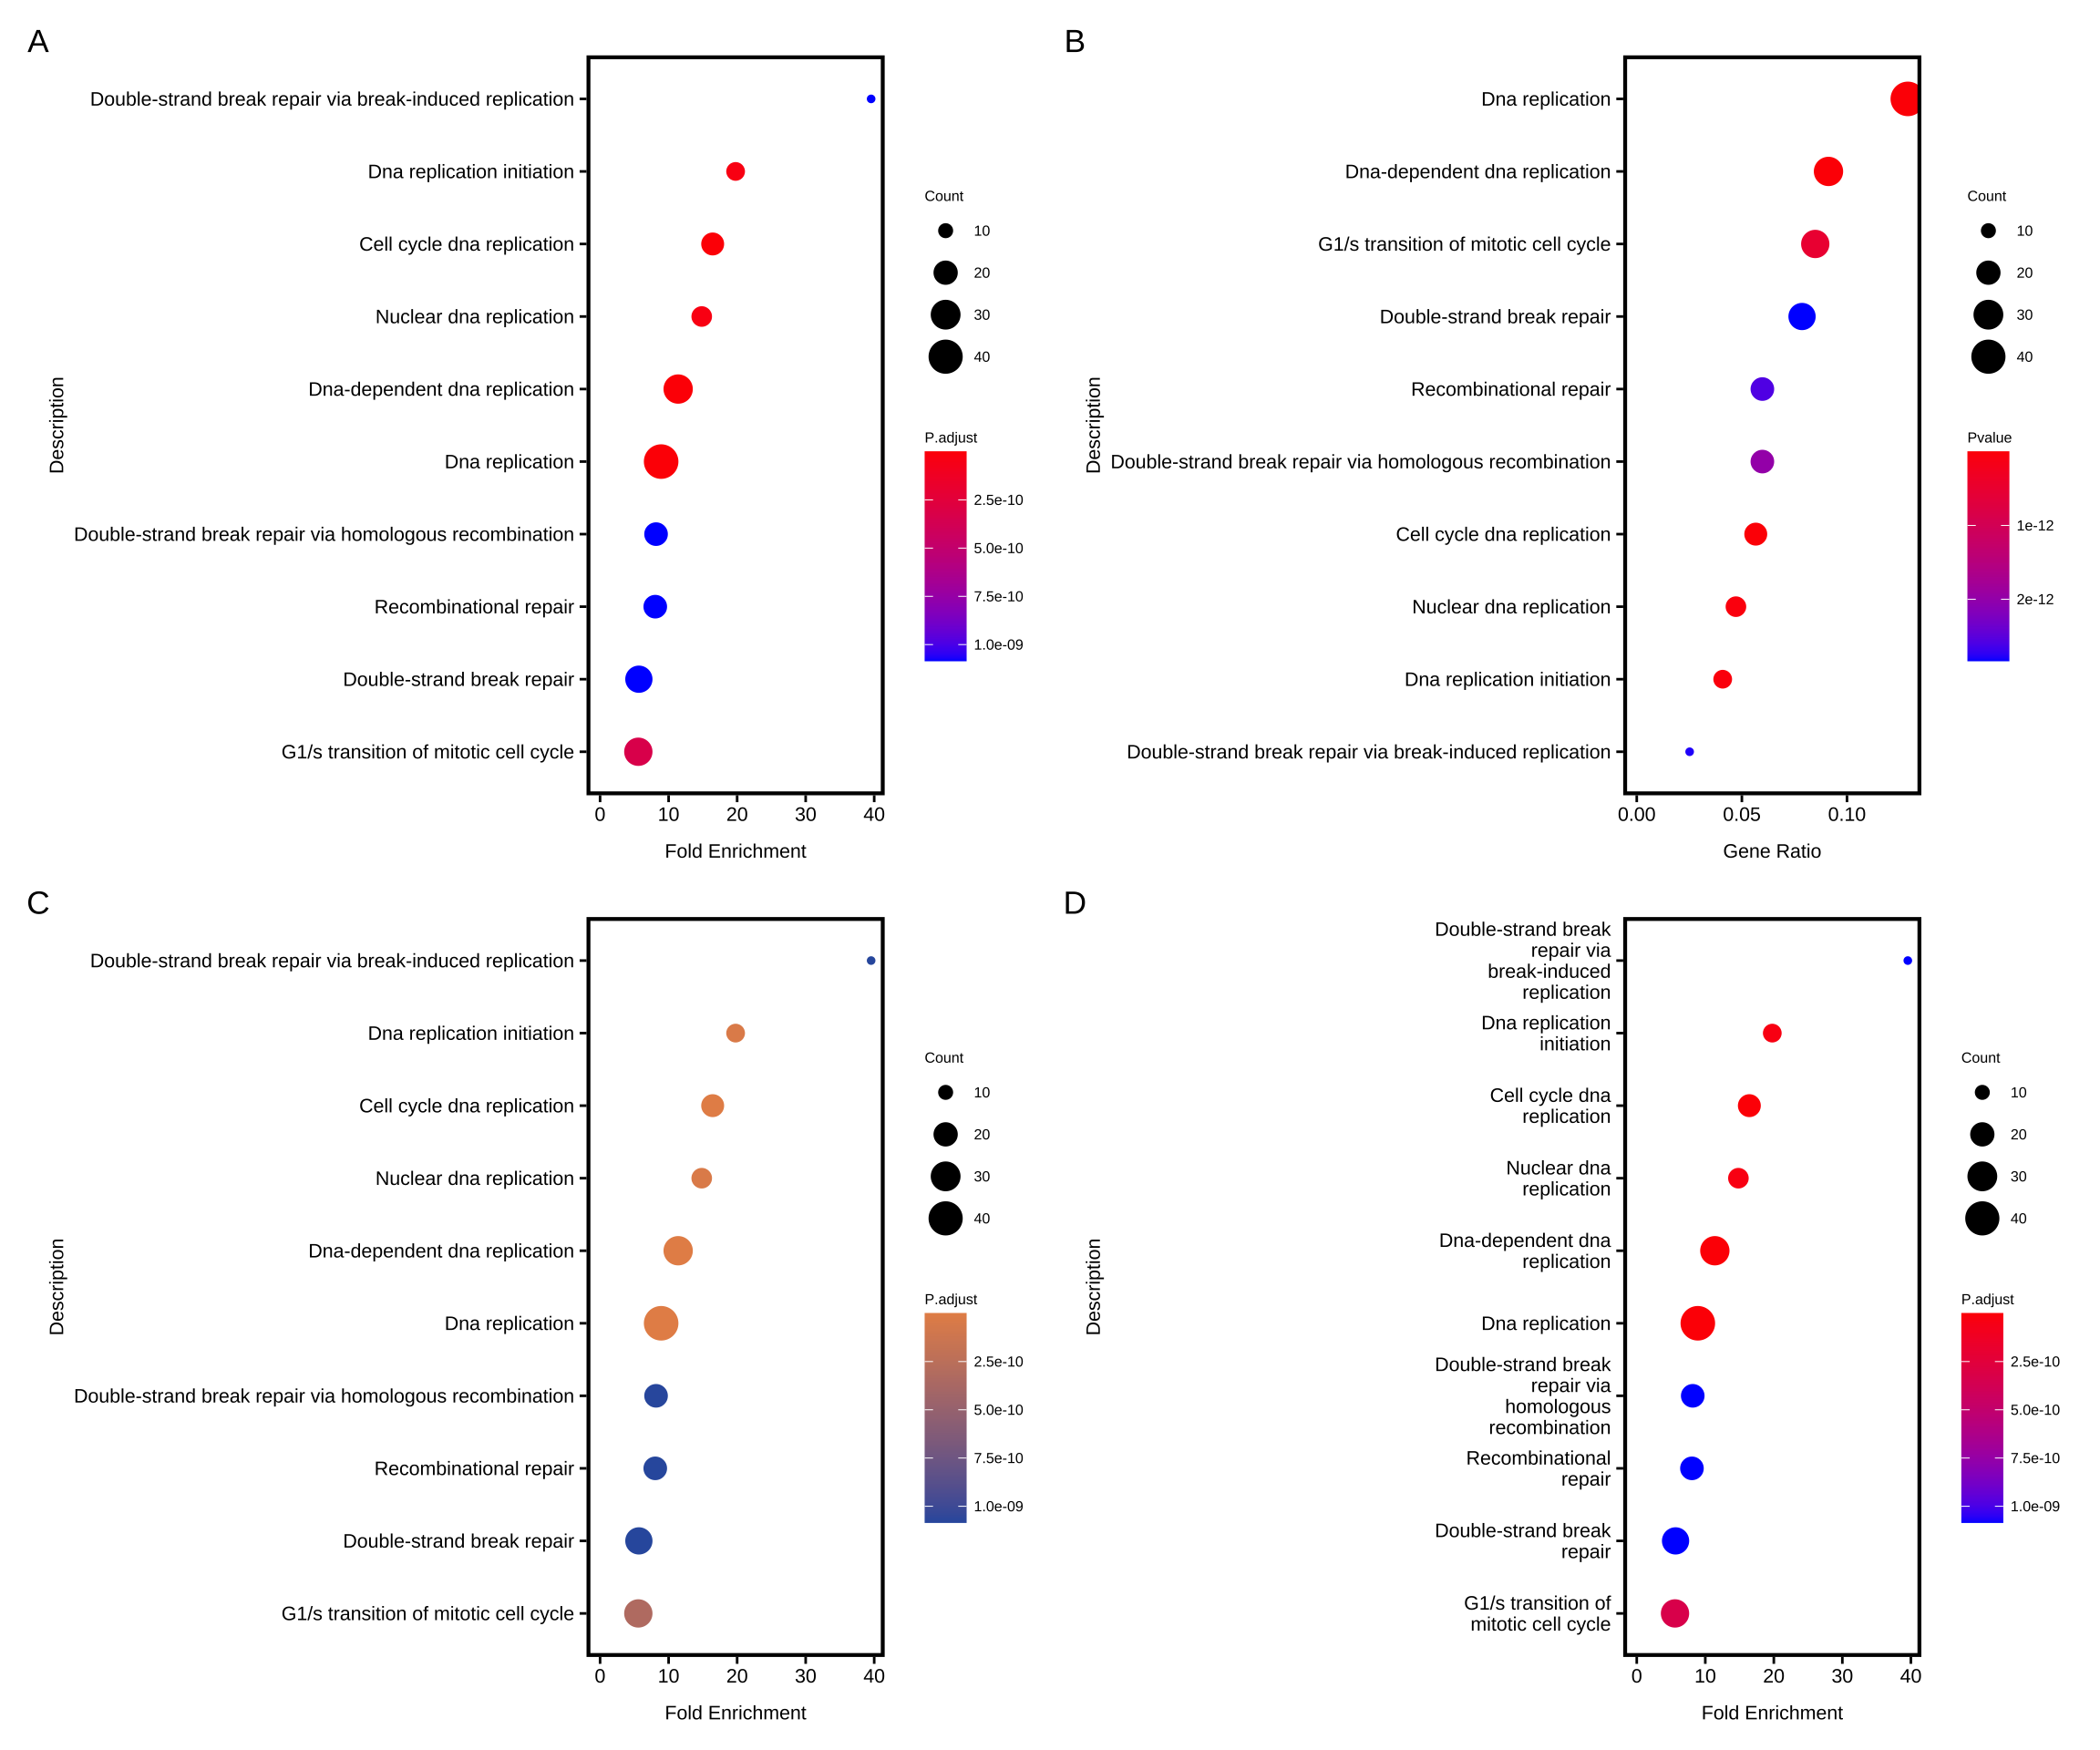 A
Double-strand break repair via break-induced replication
Dna replication initiation
Cell cycle dna replication
Nuclear dna replication
Dna-dependent dna replication
Dna replication
Double-strand break repair via homologous recombination
Recombinational repair
Double-strand break repair
G1/s transition of mitotic cell cycle
Description
0 10 20 30 40
Fold Enrichment
Count
10
20
30
40
P.adjust
2.5e-10
5.0e-10
7.5e-10
1.0e-09
B
Dna replication
Dna-dependent dna replication
G1/s transition of mitotic cell cycle
Double-strand break repair
Recombinational repair
Double-strand break repair via homologous recombination
Cell cycle dna replication
Nuclear dna replication
Dna replication initiation
Double-strand break repair via break-induced replication
Description
0.00 0.05 0.10
Gene Ratio
Count
10
20
30
40
Pvalue
1e-12
2e-12
C
Double-strand break repair via break-induced replication
Dna replication initiation
Cell cycle dna replication
Nuclear dna replication
Dna-dependent dna replication
Dna replication
Double-strand break repair via homologous recombination
Recombinational repair
Double-strand break repair
G1/s transition of mitotic cell cycle
Description
0 10 20 30 40
Fold Enrichment
Count
10
20
30
40
P.adjust
2.5e-10
5.0e-10
7.5e-10
1.0e-09
D
Double-strand break
repair via
break-induced
replication
Dna replication
initiation
Cell cycle dna
replication
Nuclear dna
replication
Dna-dependent dna
replication
Dna replication
Double-strand break
repair via
homologous
recombination
Recombinational
repair
Double-strand break
repair
G1/s transition of
mitotic cell cycle
Description
0 10 20 30 40
Fold Enrichment
Count
10
20
30
40
P.adjust
2.5e-10
5.0e-10
7.5e-10
1.0e-09